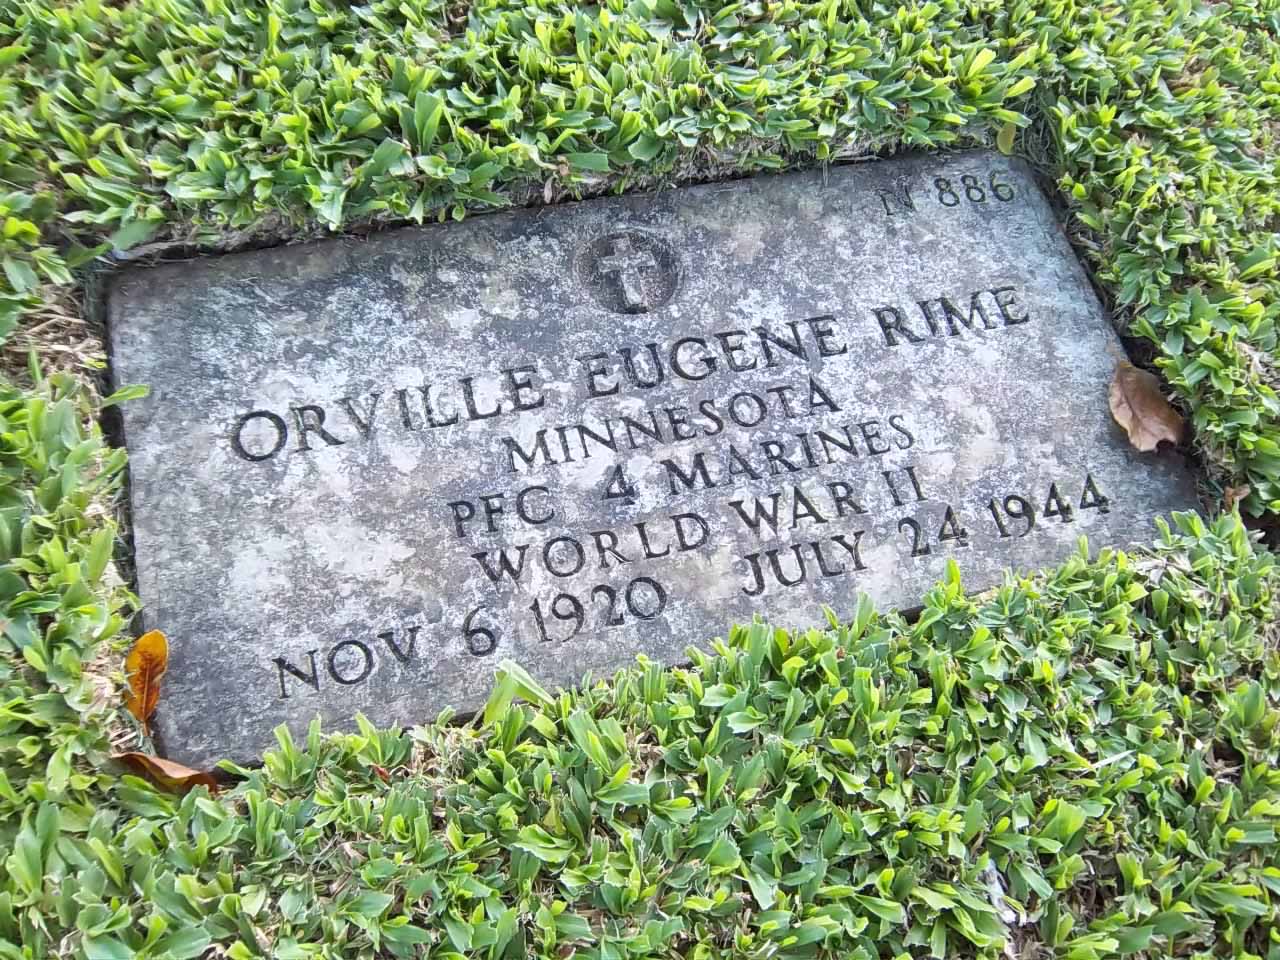 N 886
ORVILLE EUGENE RIME
MINNESOTA
PFC 4 MARINES
WORLD WAR II
NOV 6 1920 JULY 24 1944